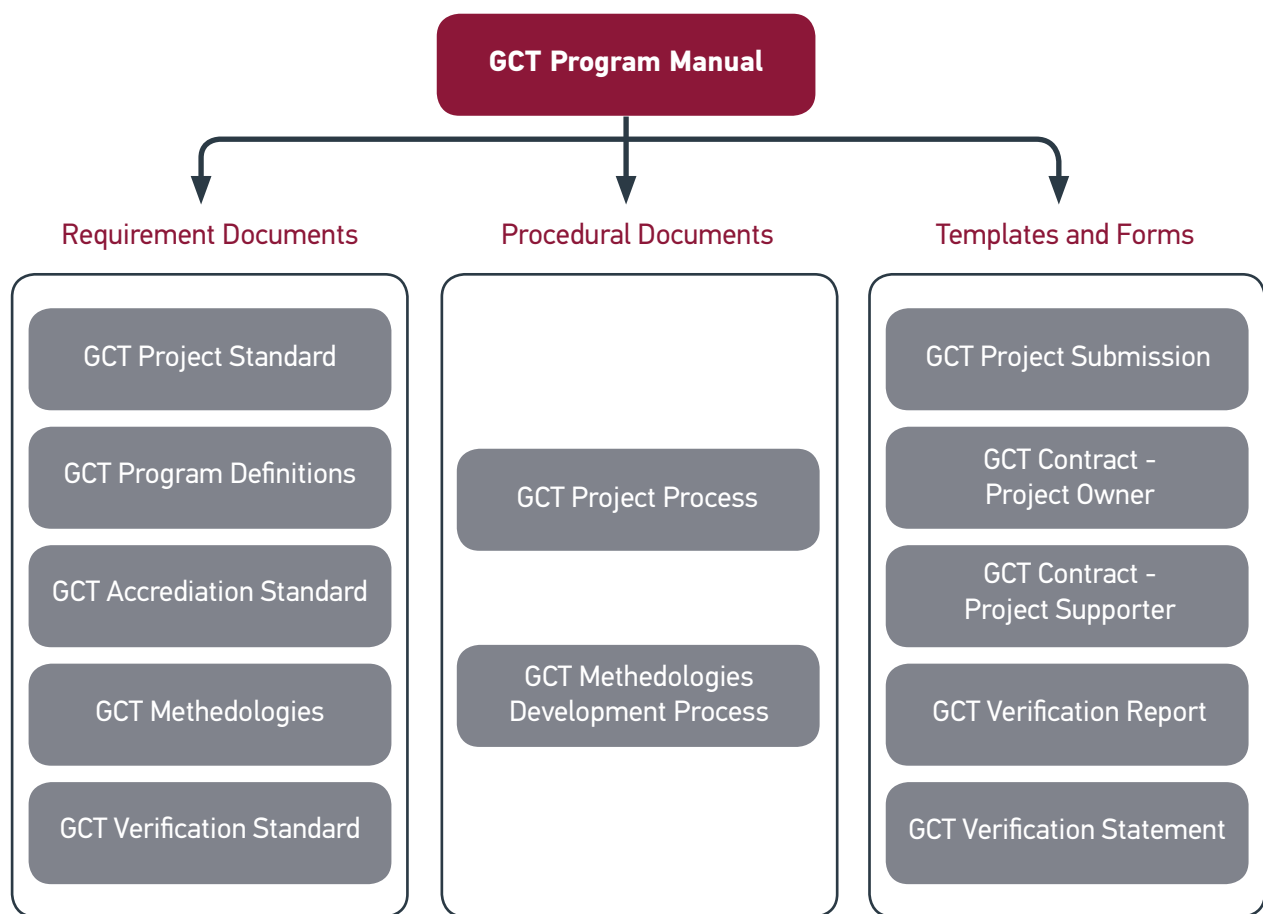 GCT Program Manual
Requirement Documents
GCT Project Standard
GCT Program Definitions
GCT Accrediation Standard
GCT Methedologies
GCT Verification Standard
Procedural Documents
GCT Project Process
GCT Methedologies
Development Process
Templates and Forms
GCT Project Submission
GCT Contract -
Project Owner
GCT Contract -
Project Supporter
GCT Verification Report
GCT Verification Statement